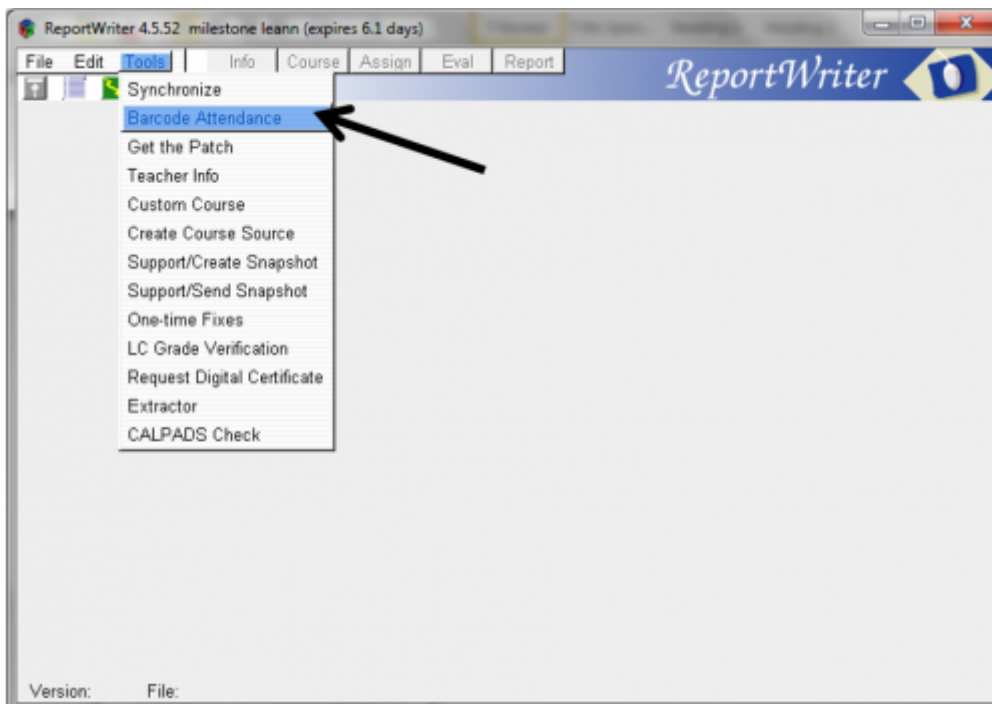 ReportWriter 4.5.52 milestone leann (expires 6.1 days)
File Edit Tools Info Course Assign Eval Report
ReportWriter
Synchronize
Barcode Attendance
Get the Patch
Teacher Info
Custom Course
Create Course Source
Support/Create Snapshot
Support/Send Snapshot
One-time Fixes
LC Grade Verification
Request Digital Certificate
Extractor
CALPADS Check
Version: File: